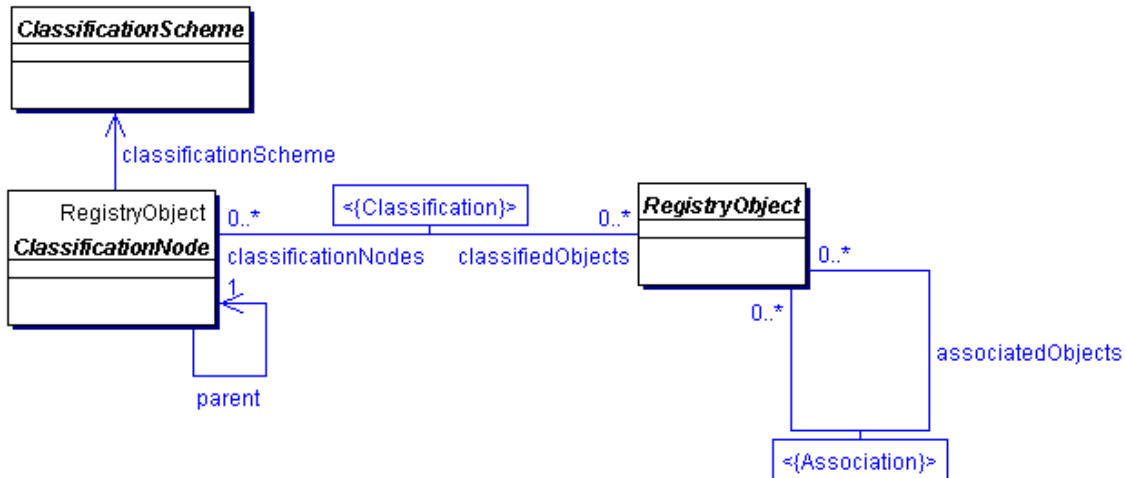 ClassificationScheme
classificationScheme
RegistryObject
ClassificationNode
0..*
<{Classification}>
0..*
classificationNodes
classifiedObjects
RegistryObject
1
parent
0..*
0..*
associatedObjects
<{Association}>